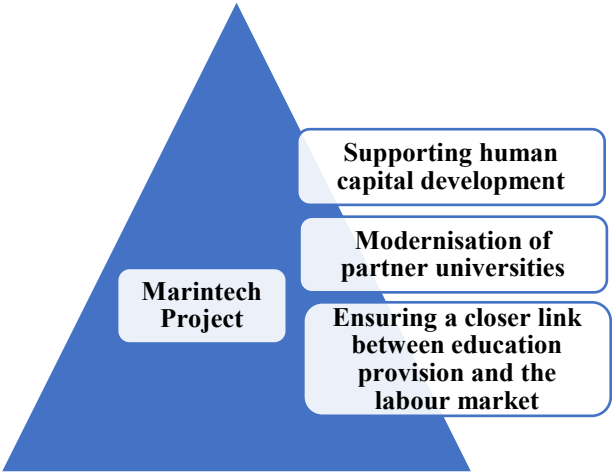 Supporting human
capital development
Modernisation of
partner universities
Marintech
Project
Ensuring a closer link
between education
provision and the
labour market